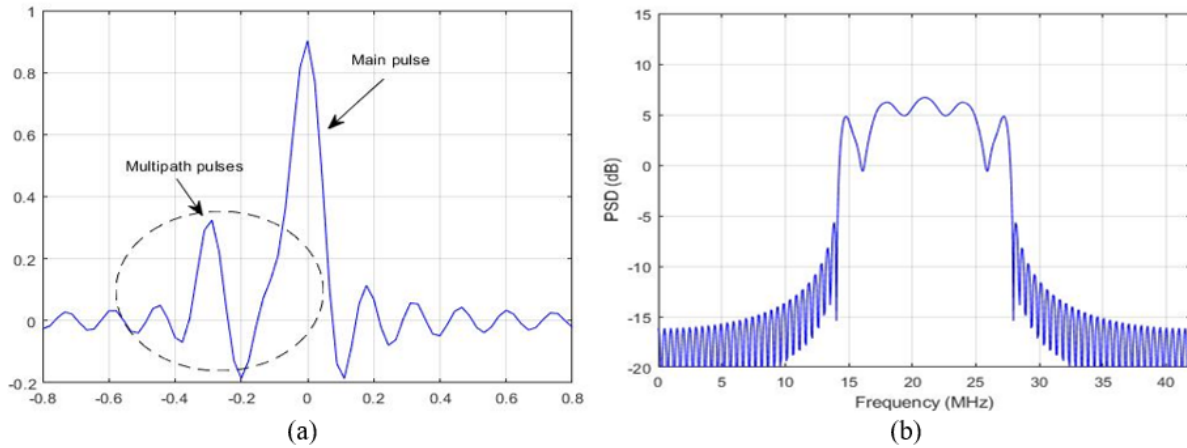 1
0.8
0.6
0.4
0.2
0
-0.2
-0.8 -0.6 -0.4 -0.2 0 0.2 0.4 0.6 0.8
Main pulse
Multipath pulses
(a)
15
10
5
0
-5
-10
-15
-20
0 5 10 15 20 25 30 35 40
PSD (dB)
Frequency (MHz)
(b)